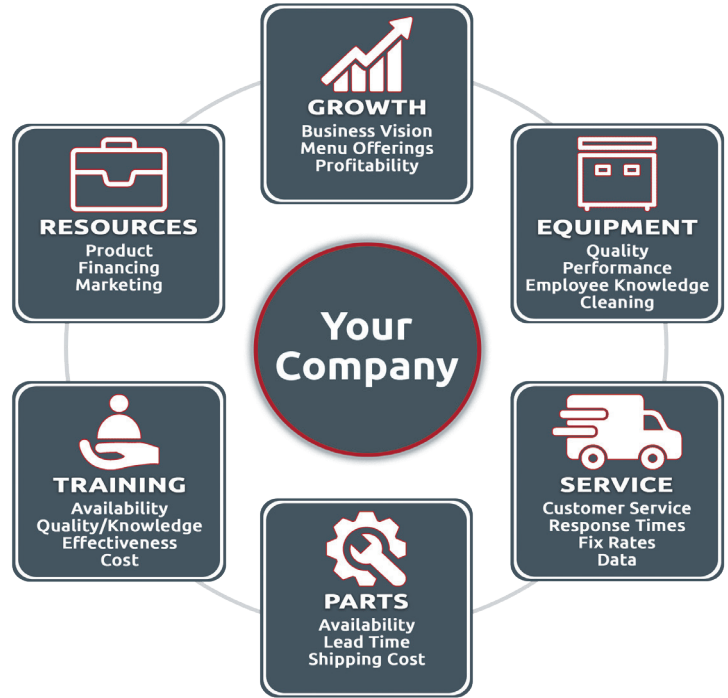 GROWTH
Business Vision
Menu Offerings
Profitability
EQUIPMENT
Quality
Performance
Employee Knowledge
Cleaning
SERVICE
Customer Service
Response Times
Fix Rates
Data
PARTS
Availability
Lead Time
Shipping Cost
TRAINING
Availability
Quality/Knowledge
Effectiveness
Cost
RESOURCES
Product
Financing
Marketing
Your
Company